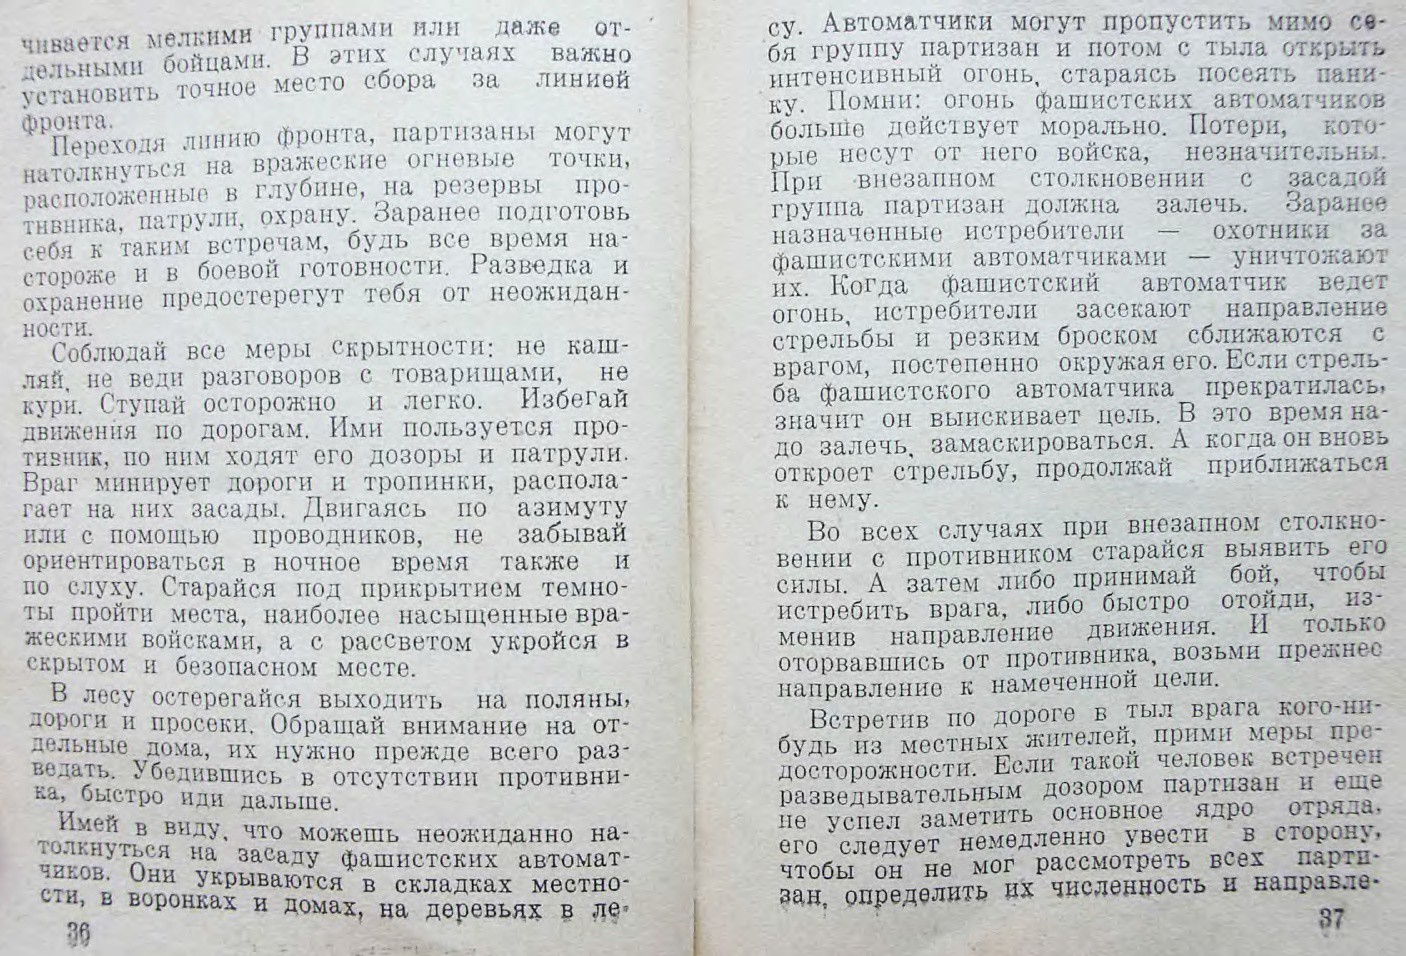 чивается мелкими группами или даже от-
дельными бойцами. В этих случаях важно
установить точное место сбора за линией
фронта.
Переходя линию фронта, партизаны могут
натолкнуться на вражеские огневые точки,
расположенные в глубине, на резервы про-
тивника, патрули, охрану. Заранее подготовь
себя к таким встречам, будь все время на-
стороже и в боевой готовности. Разведка и
охранение предостерегут тебя от неожидан-
ности.
Соблюдай все меры скрытности: не каш-
ляй, не веди разговоров с товарищами, не
кури. Ступай осторожно и легко. Избегай
движения по дорогам. Ими пользуется про-
тивник, по ним ходят его дозоры и патрули.
Враг минирует дороги и тропинки, распола-
гает на них засады. Двигаясь по азимуту
или с помощью проводников, не забывай
ориентироваться в ночное время также и
по слуху. Старайся под прикрытием темно-
ты пройти места, наиболее насыщенные вра-
жескими войсками, а с рассветом укройся в
скрытом и безопасном месте.
В лесу остерегайся выходить на поляны,
дороги и просеки. Обращай внимание на от-
дельные дома, их нужно прежде всего раз-
ведать. Убедившись в отсутствии противни-
ка, быстро иди дальше.
Имей в виду, что можешь неожиданно на-
толкнуться на засаду фашистских автомат-
чиков. Они укрываются в складках местно-
сти, в воронках и домах, на деревьях в ле-
36
су. Автоматчики могут пропустить мимо се-
бя группу партизан и потом с тыла открыть
интенсивный огонь, стараясь посеять пани-
ку. Помни: огонь фашистских автоматчиков
больше действует морально. Потери, кото-
рые несут от него войска, незначительны.
При внезапном столкновении с засадой
группа партизан должна залечь. Заранее
назначенные истребители — охотники за
фашистскими автоматчиками — уничтожают
их. Когда фашистский автоматчик ведет
огонь, истребители засекают направление
стрельбы и резким броском сближаются с
врагом, постепенно окружая его. Если стрель-
ба фашистского автоматчика прекратилась,
значит он выискивает цель. В это время на-
до залечь, замаскироваться. А когда он вновь
откроет стрельбу, продолжай приближаться
к нему.
Во всех случаях при внезапном столкно-
вении с противником старайся выявить его
силы. А затем либо принимай бой, чтобы
истребить врага, либо быстро отойди, из-
менив направление движения. И только
оторвавшись от противника, возьми прежнее
направление к намеченной цели.
Встретив по дороге в тыл врага кого-ни-
будь из местных жителей, прими меры пре-
досторожности. Если такой человек встречен
разведывательным дозором партизан и еще
не успел заметить основное ядро отряда,
его следует немедленно увести в сторону,
чтобы он не мог рассмотреть всех парти-
зан, определить их численность и направле-
37